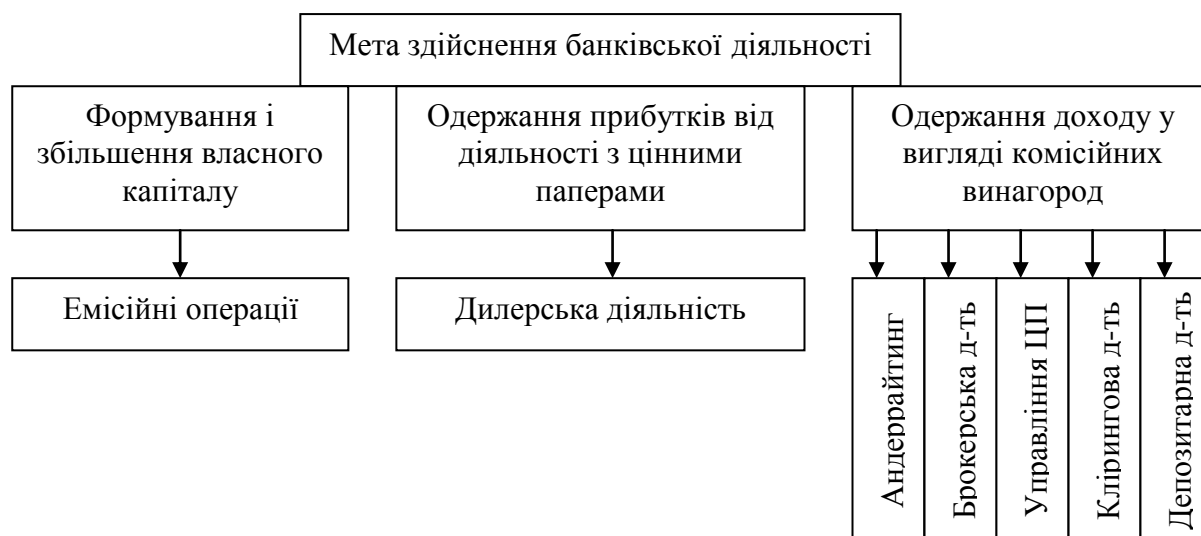 Мета здійснення банківської діяльності
Формування і
збільшення власного
капіталу
Одержання прибутків від
діяльності з цінними
паперами
Одержання доходу у
вигляді комісійних
винагород
Емісійні операції
Дилерська діяльність
Андеррайтинг
Брокерська д-ть
Управління ЦП
Клірингова д-ть
Депозитарна д-ть